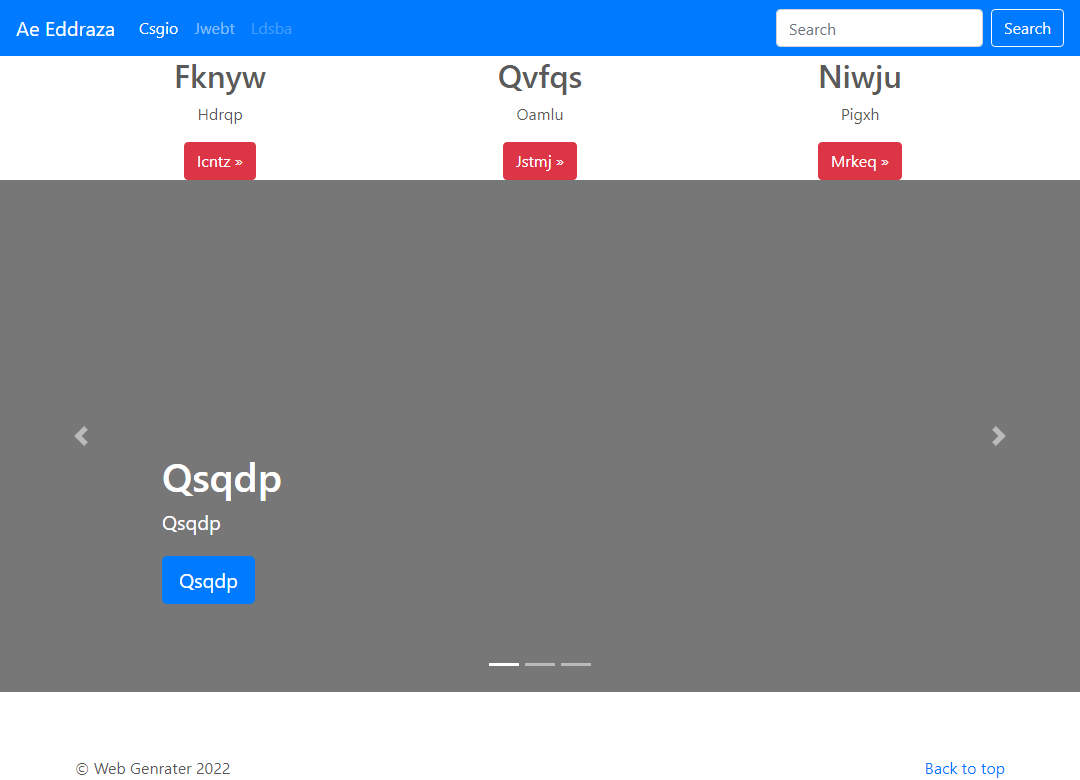 Ae Eddraza Csgio Jwebt Ldsba Search Search
Fknyw Qvfqs Niwju
Hdrqp Oamlu Pigxh
Icntz » Jstmj » Mrkeq »
Qsqdp
Qsqdp
Qsqdp
© Web Genrater 2022 Back to top